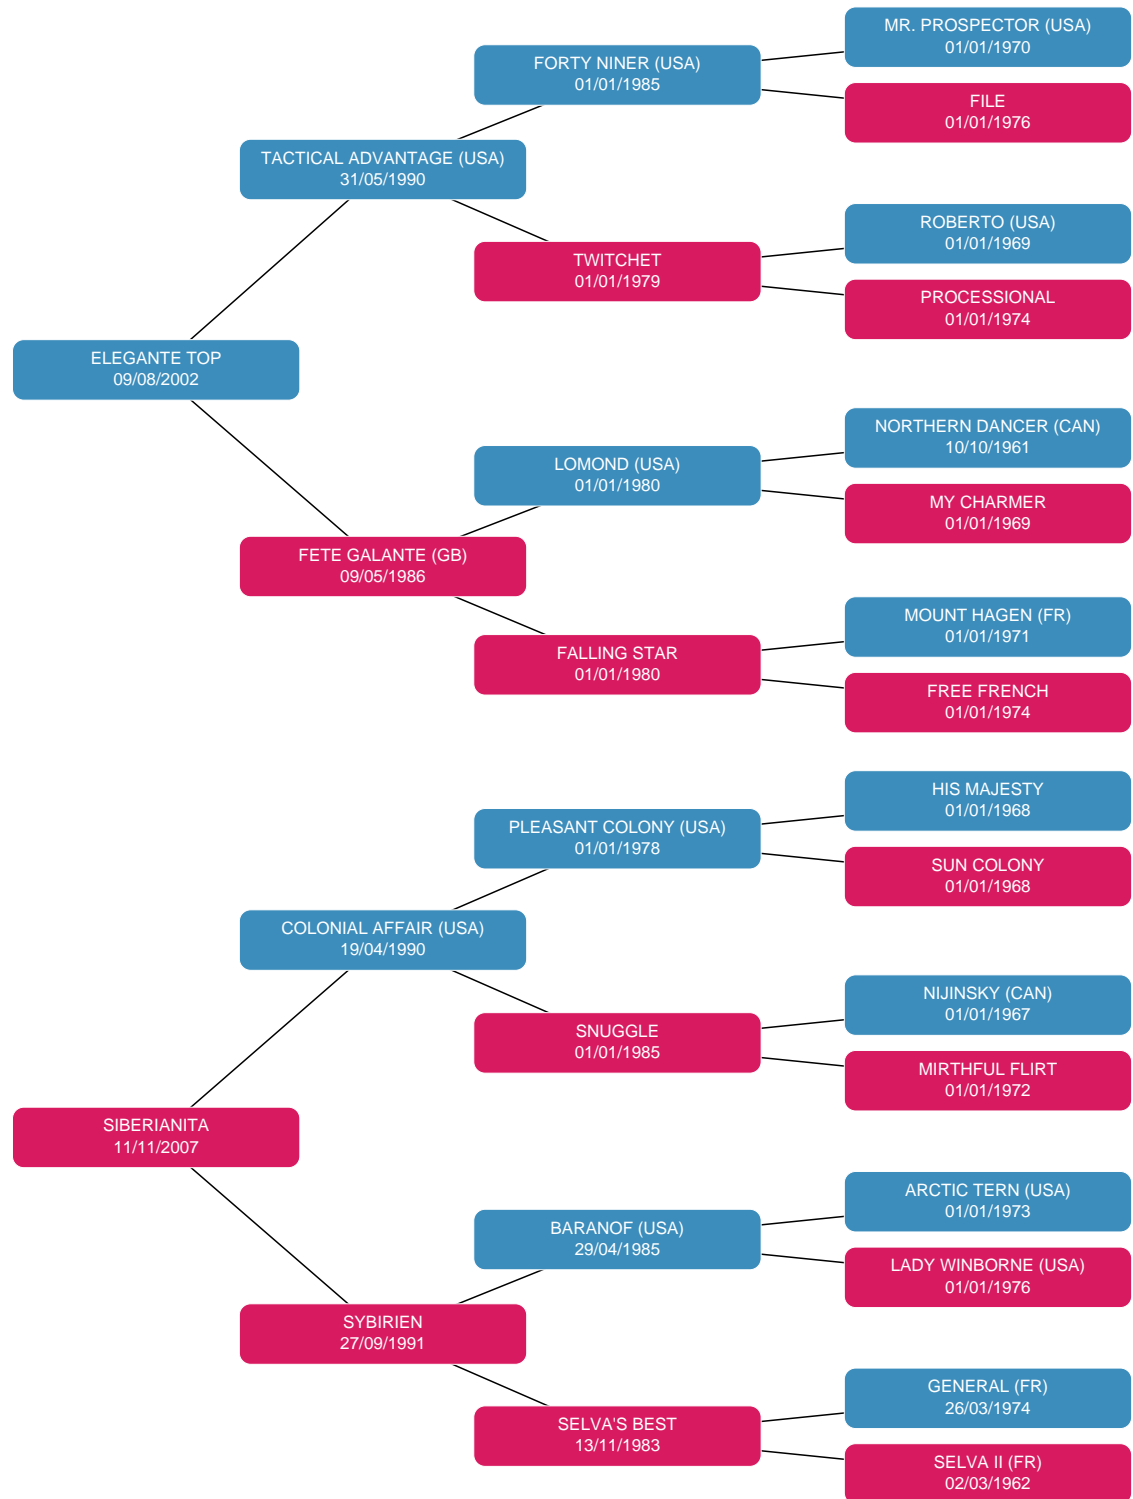 MR. PROSPECTOR (USA)
01/01/1970
FORTY NINER (USA)
01/01/1985
FILE
01/01/1976
TACTICAL ADVANTAGE (USA)
31/05/1990
ROBERTO (USA)
01/01/1969
TWITCHET
01/01/1979
PROCESSIONAL
01/01/1974
ELEGANTE TOP
09/08/2002
NORTHERN DANCER (CAN)
10/10/1961
LOMOND (USA)
01/01/1980
MY CHARMER
01/01/1969
FETE GALANTE (GB)
09/05/1986
MOUNT HAGEN (FR)
01/01/1971
FALLING STAR
01/01/1980
FREE FRENCH
01/01/1974
HIS MAJESTY
01/01/1968
PLEASANT COLONY (USA)
01/01/1978
SUN COLONY
01/01/1968
COLONIAL AFFAIR (USA)
19/04/1990
NIJINSKY (CAN)
01/01/1967
SNUGGLE
01/01/1985
MIRTHFUL FLIRT
01/01/1972
SIBERIANITA
11/11/2007
ARCTIC TERN (USA)
01/01/1973
BARANOF (USA)
29/04/1985
LADY WINBORNE (USA)
01/01/1976
SYBIRIEN
27/09/1991
GENERAL (FR)
26/03/1974
SELVA'S BEST
13/11/1983
SELVA II (FR)
02/03/1962